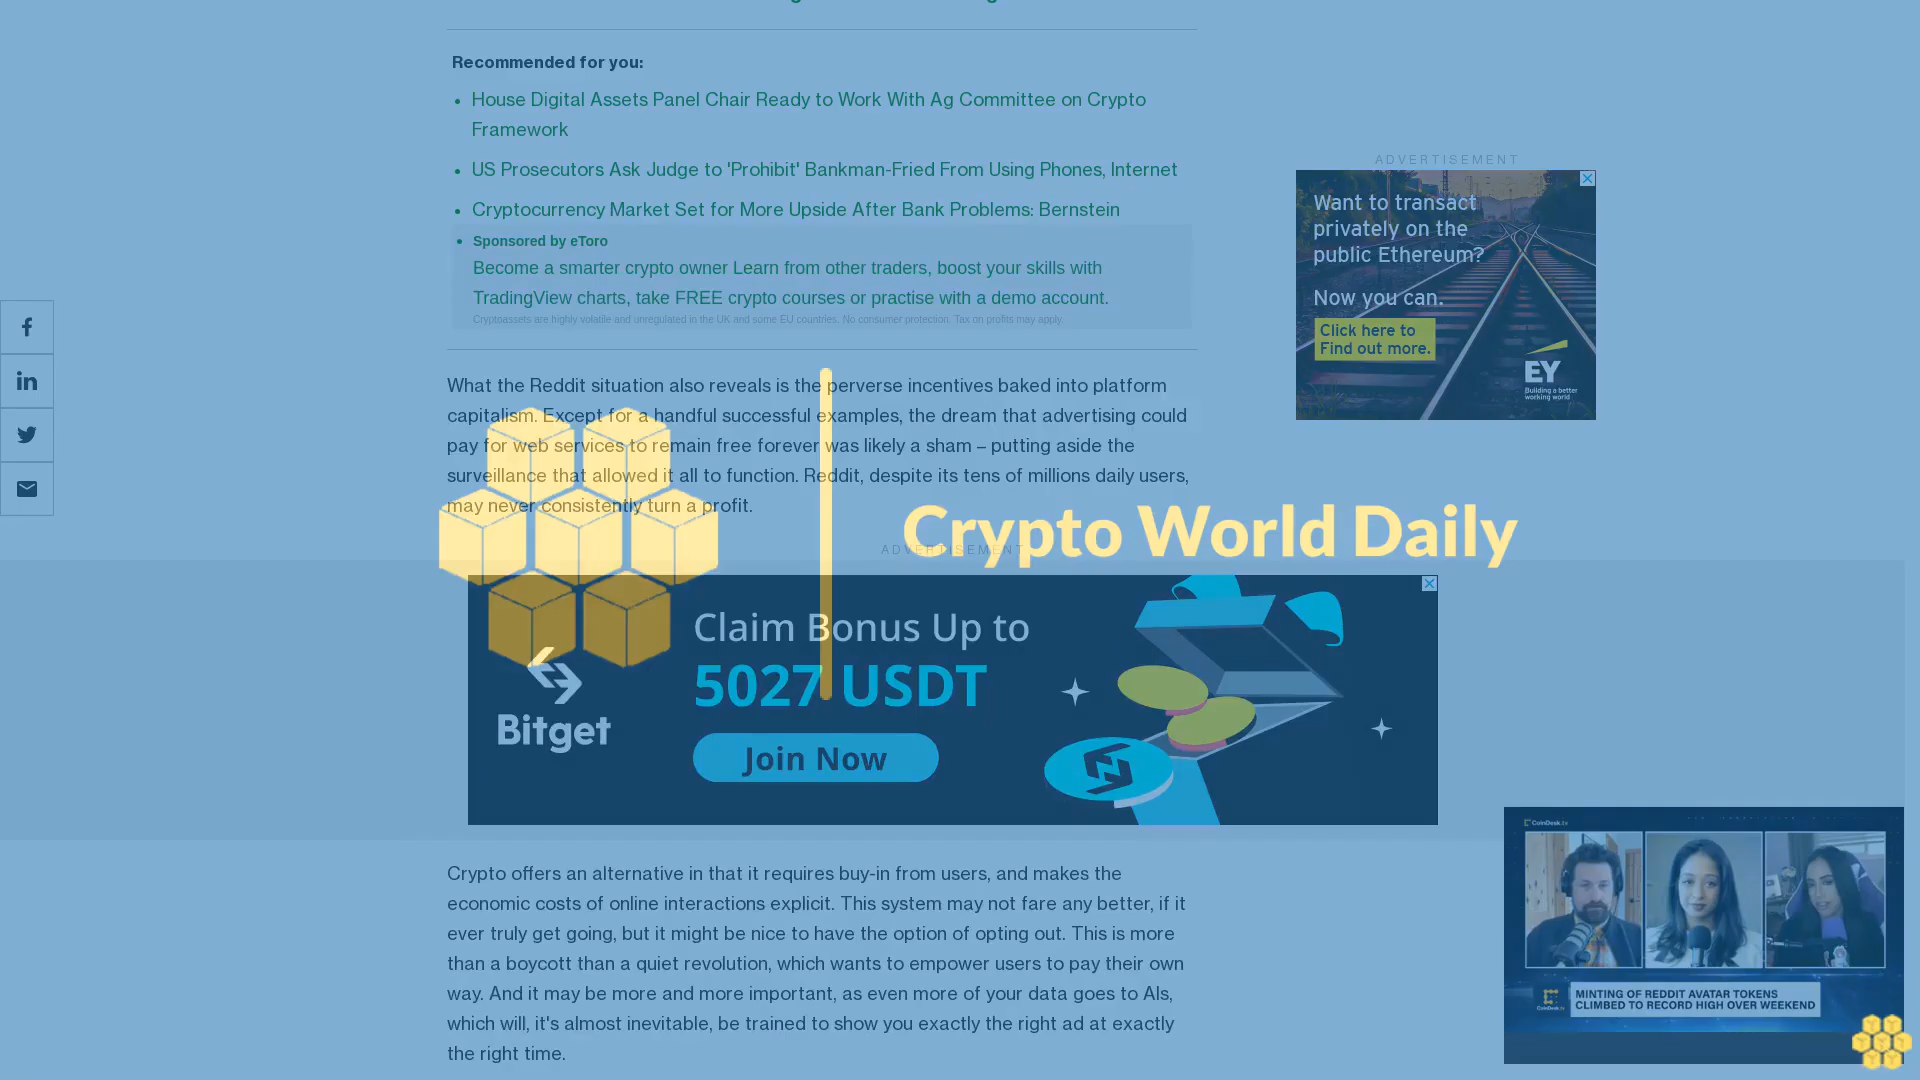 Recommended for you:
House Digital Assets Panel Chair Ready to Work With Ag Committee on Crypto
Framework
US Prosecutors Ask Judge to 'Prohibit' Bankman-Fried From Using Phones, Internet
Cryptocurrency Market Set for More Upside After Bank Problems: Bernstein
Sponsored by eToro
Become a smarter crypto owner Learn from other traders, boost your skills with
TradingView charts, take FREE crypto courses or practise with a demo account.
Cryptoassets are highly volatile and unregulated in the UK and some EU countries. No consumer protection. Tax on profits may apply.
ADVERTISEMENT
Want to transact
privately on the
public Ethereum?
Now you can.
Click here to
Find out more.
EY
Building a better
working world
What the Reddit situation also reveals is the perverse incentives baked into platform
capitalism. Except for a handful successful examples, the dream that advertising could
pay for web services to remain free forever was likely a sham – putting aside the
surveillance that allowed it all to function. Reddit, despite its tens of millions daily users,
may never consistently turn a profit.
Crypto World Daily
ADVERTISEMENT
Claim Bonus Up to
5027 USDT
Join Now
Bitget
Crypto offers an alternative in that it requires buy-in from users, and makes the
economic costs of online interactions explicit. This system may not fare any better, if it
ever truly get going, but it might be nice to have the option of opting out. This is more
than a boycott than a quiet revolution, which wants to empower users to pay their own
way. And it may be more and more important, as even more of your data goes to AIs,
which will, it's almost inevitable, be trained to show you exactly the right ad at exactly
the right time.
CoinDesk.tv
MINTING OF REDDIT AVATAR TOKENS
CLIMBED TO RECORD HIGH OVER WEEKEND
CoinDesk.tv